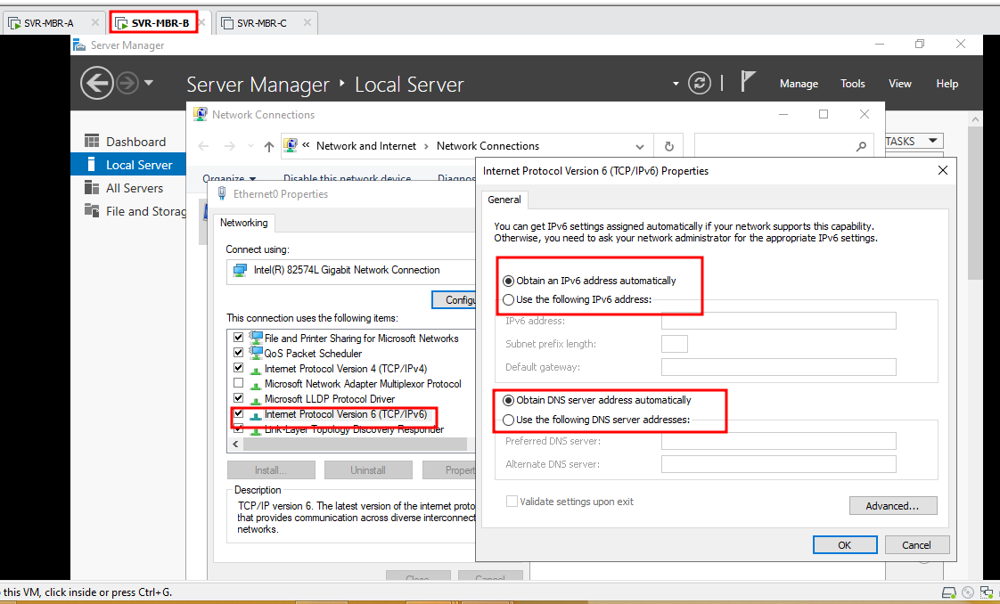 SVR-MBR-A
SVR-MBR-B
SVR-MBR-C
Server Manager
Server Manager
Local Server
Manage
Tools
View
Help
Dashboard
Local Server
All Servers
File and Storag
TASKS
Network Connections
« Network and Internet
Network Connections
Organize
Disable this network device
Diagnos
Ethernet0 Properties
Networking
Connect using:
Intel(R) 82574L Gigabit Network Connection
Configu
This connection uses the following items:
File and Printer Sharing for Microsoft Networks
QoS Packet Scheduler
Internet Protocol Version 4 (TCP/IPv4)
Microsoft Network Adapter Multiplexor Protocol
Microsoft LLDP Protocol Driver
Internet Protocol Version 6 (TCP/IPv6)
Link-Layer Topology Discovery Responder
Install...
Uninstall
Propert
Description
TCP/IP version 6. The latest version of the internet proto
that provides communication across diverse interconnect
networks.
Close
Cancel
Internet Protocol Version 6 (TCP/IPv6) Properties
General
You can get IPv6 settings assigned automatically if your network supports this capability.
Otherwise, you need to ask your network administrator for the appropriate IPv6 settings.
Obtain an IPv6 address automatically
Use the following IPv6 address:
IPv6 address:
Subnet prefix length:
Default gateway:
Obtain DNS server address automatically
Use the following DNS server addresses:
Preferred DNS server:
Alternate DNS server:
Validate settings upon exit
Advanced...
OK
Cancel
this VM, click inside or press Ctrl+G.